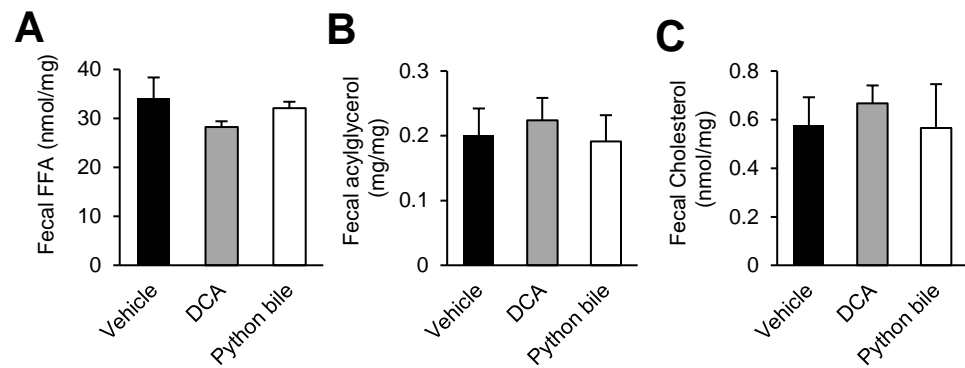 A
Fecal FFA (nmol/mg)
40
30
20
10
0
Vehicle
DCA
Python bile
B
Fecal acylglycerol
(mg/mg)
0.3
0.2
0.1
0
Vehicle
DCA
Python bile
C
Fecal Cholesterol
(nmol/mg)
0.8
0.6
0.4
0.2
0
Vehicle
DCA
Python bile